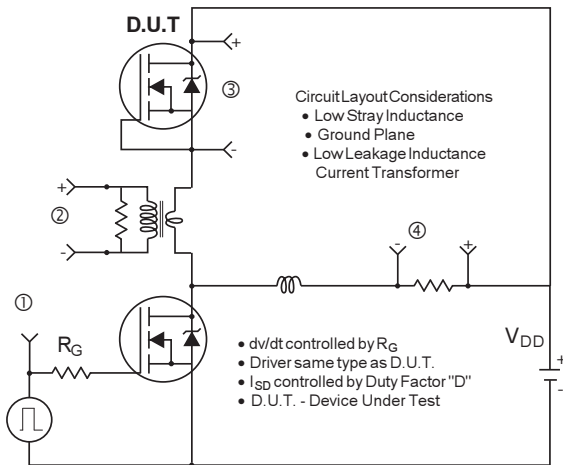 D.U.T
+
③
-
Circuit Layout Considerations
• Low Stray Inductance
• Ground Plane
• Low Leakage Inductance
Current Transformer
+
②
-
④
- +
①
RG
VDD
+
-
• dv/dt controlled by RG
• Driver same type as D.U.T.
• ISD controlled by Duty Factor "D"
• D.U.T. - Device Under Test